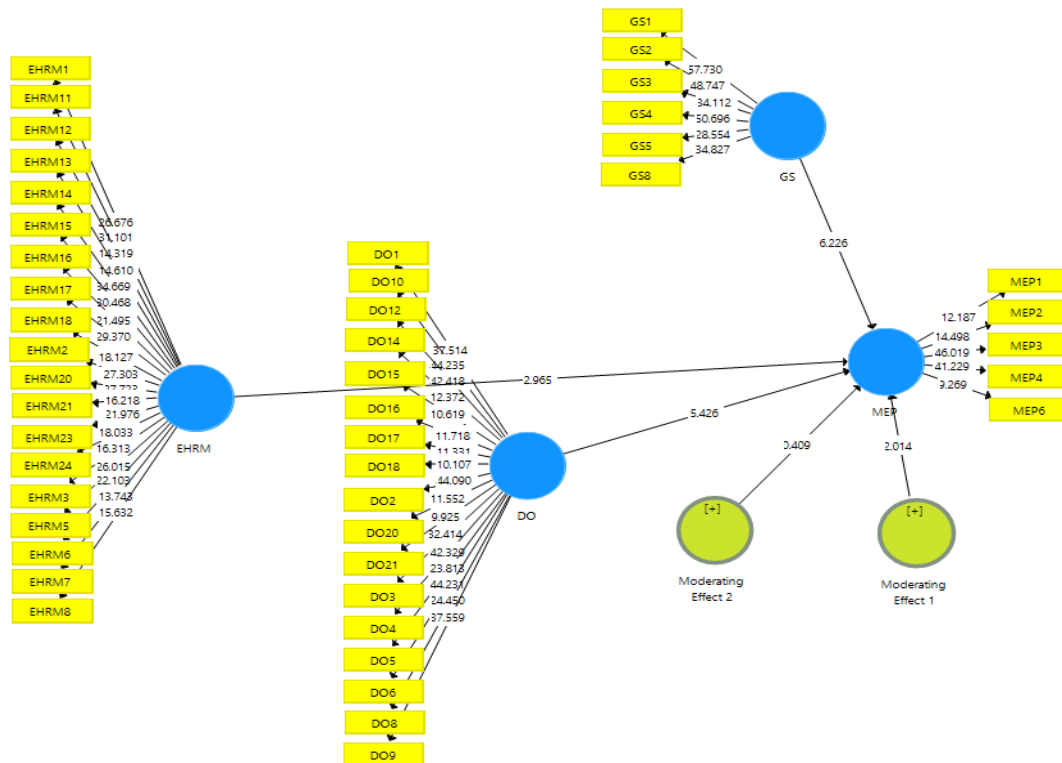 GS1
GS2
GS3
GS4
GS5
GS8
57.730
48.747
34.112
50.696
28.554
34.827
GS
6.226
EHRM1
EHRM11
EHRM12
EHRM13
EHRM14
EHRM15
EHRM16
EHRM17
EHRM18
EHRM2
EHRM20
EHRM21
EHRM23
EHRM24
EHRM3
EHRM5
EHRM6
EHRM7
EHRM8
26.676
31.101
14.319
14.610
34.669
30.468
21.495
29.370
18.127
27.303
16.218
21.976
18.033
16.313
26.015
22.103
13.743
15.632
EHRM
2.965
DO1
DO10
DO12
DO14
DO15
DO16
DO17
DO18
DO2
DO20
DO21
DO3
DO4
DO5
DO6
DO8
DO9
37.514
44.235
42.418
12.372
10.619
11.718
11.331
10.107
44.090
11.552
9.925
32.414
42.329
23.813
44.231
24.450
37.559
DO
5.426
MEP1
MEP2
MEP3
MEP4
MEP6
12.187
14.498
46.019
41.229
9.269
MEP
0.409
2.014
[+]
Moderating
Effect 2
[+]
Moderating
Effect 1